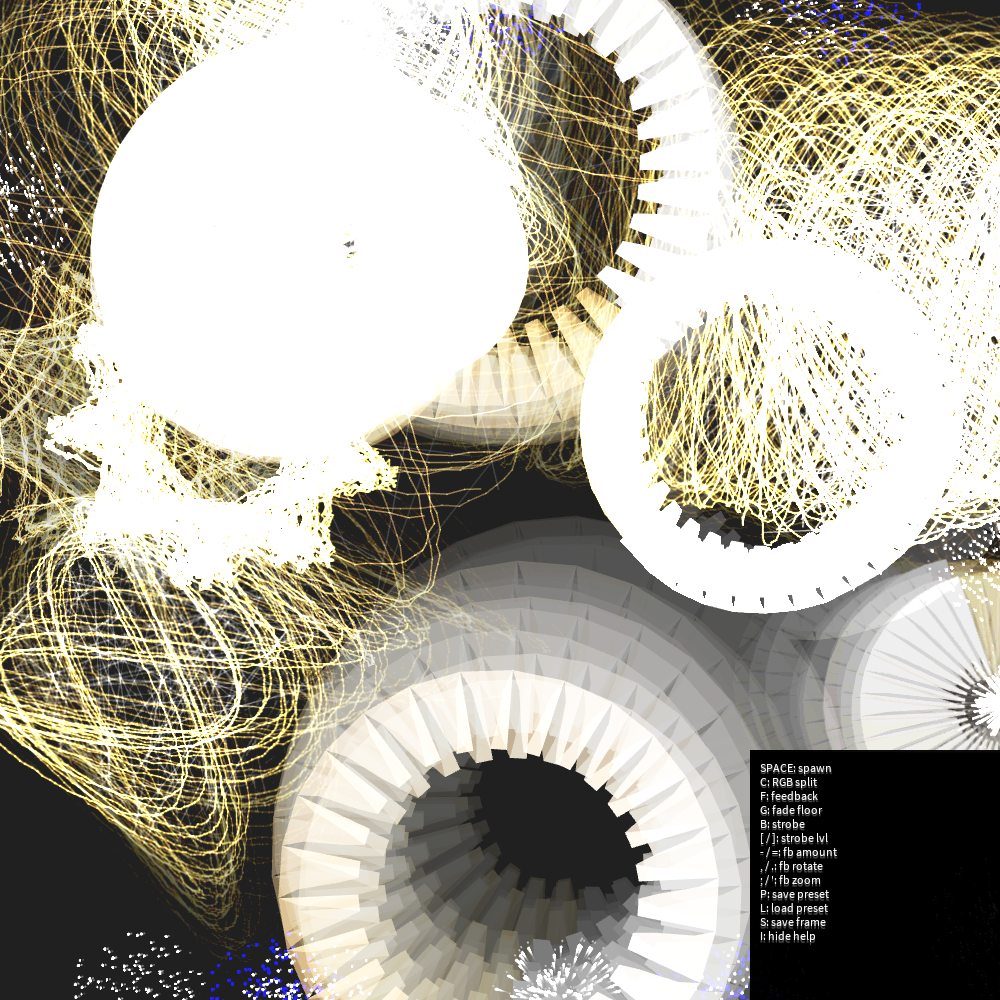 SPACE: spawn
C: RGB split
F: feedback
G: fade floor
B: strobe
[ / ]: strobe lvl
- / =: fb amount
, / .: fb rotate
; / ': fb zoom
P: save preset
L: load preset
S: save frame
I: hide help